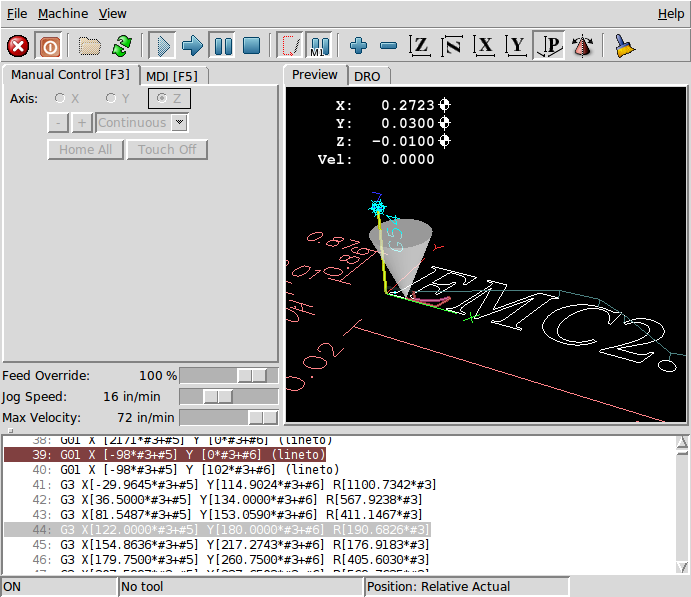 File Machine View Help
Manual Control [F3] MDI [F5] Preview DRO
Axis: X Y Z
- + Continuous
Home All Touch Off
X: 0.2723
Y: 0.0300
Z: -0.0100
Vel: 0.0000
EMC2.
X
Feed Override: 100 %
Jog Speed: 16 in/min
Max Velocity: 72 in/min
38: G01 X [2171*#3+#5] Y [0*#3+#6] (lineto)
39: G01 X [-98*#3+#5] Y [0*#3+#6] (lineto)
40: G01 X [-98*#3+#5] Y [102*#3+#6] (lineto)
41: G3 X[-29.9645*#3+#5] Y[114.9024*#3+#6] R[1100.7342*#3]
42: G3 X[36.5000*#3+#5] Y[134.0000*#3+#6] R[567.9238*#3]
43: G3 X[81.5487*#3+#5] Y[153.0590*#3+#6] R[411.1467*#3]
44: G3 X[122.0000*#3+#5] Y[180.0000*#3+#6] R[190.6826*#3]
45: G3 X[154.8636*#3+#5] Y[217.2743*#3+#6] R[176.9183*#3]
46: G3 X[179.7500*#3+#5] Y[260.7500*#3+#6] R[405.6030*#3]
ON No tool Position: Relative Actual